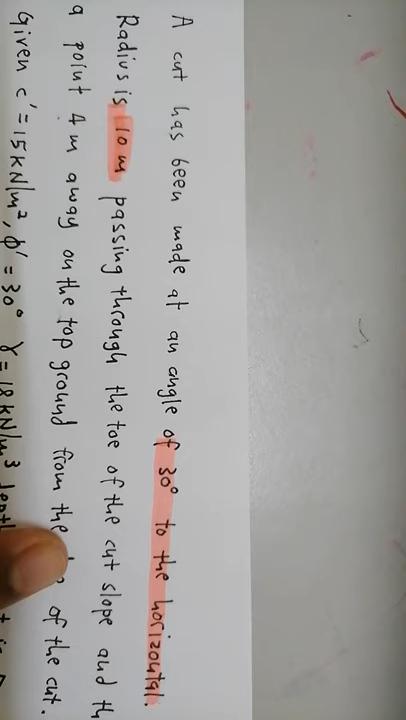 A cut has been made at an angle of 30° to the horizontal.
Radius is 10 m passing through the toe of the cut slope and
a point 4 m away on the top ground from the of the cut.
Given c' = 15 kN/m², ϕ' = 30° γ = 18 kN/m³